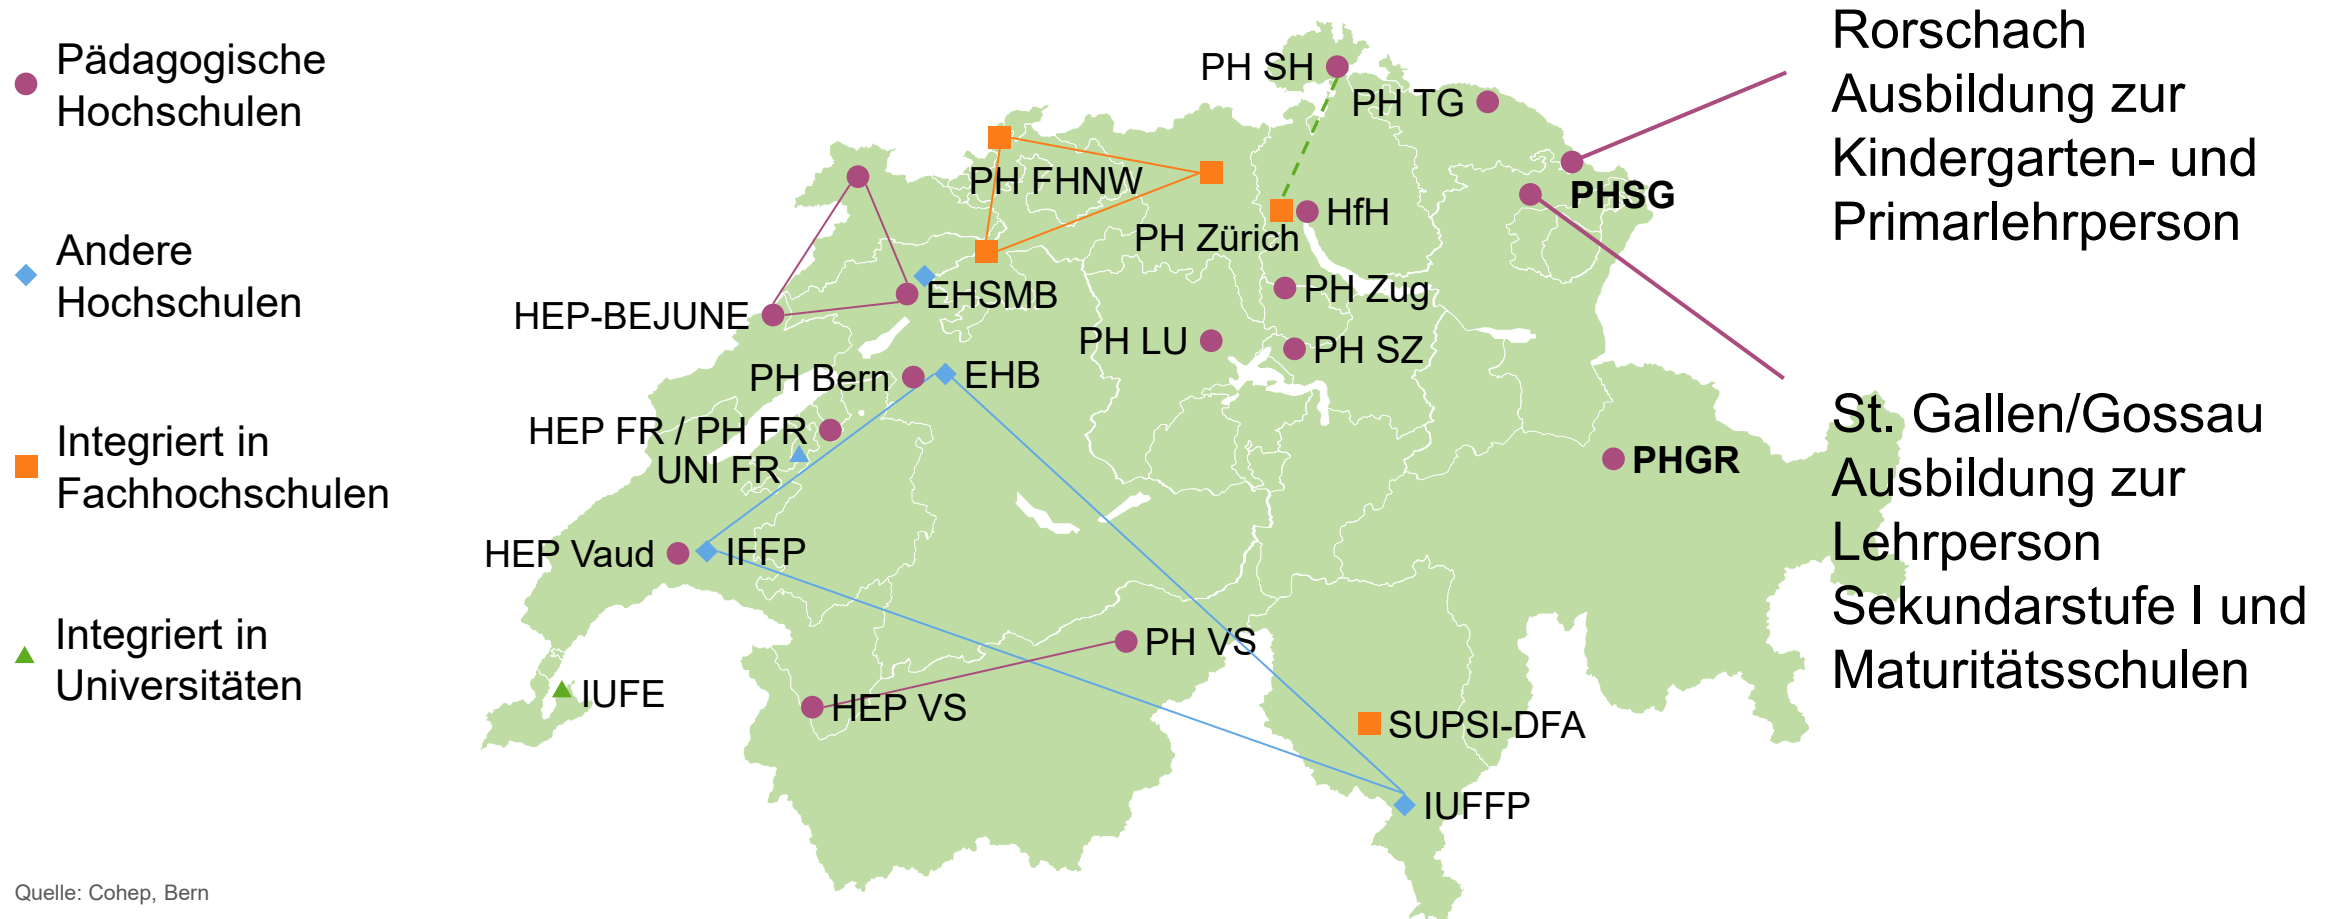 Pädagogische
Hochschulen
Andere
Hochschulen
Integriert in
Fachhochschulen
Integriert in
Universitäten
PH SH
PH TG
PH FHNW
PHSG
HfH
PH Zürich
EHSMB
PH Zug
HEP-BEJUNE
PH LU
PH SZ
PH Bern
EHB
HEP FR / PH FR
UNI FR
PHGR
HEP Vaud
IFFP
PH VS
IUFE
HEP VS
SUPSI-DFA
IUFFP
Rorschach
Ausbildung zur
Kindergarten- und
Primarlehrperson
St. Gallen/Gossau
Ausbildung zur
Lehrperson
Sekundarstufe I und
Maturitätsschulen
Quelle: Cohep, Bern